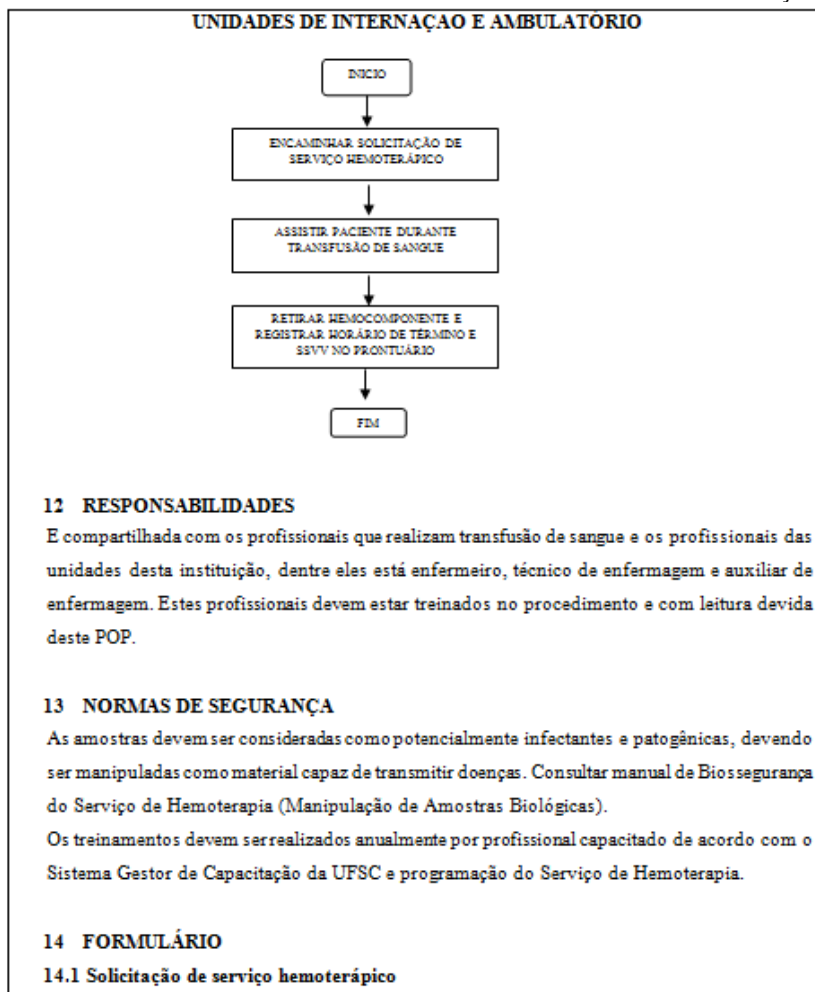 UNIDADES DE INTERNAÇAO E AMBULATÓRIO
INICIO
ENCAMINHAR SOLICITAÇÃO DE
SERVIÇO HEMOTERÁPICO
ASSISTIR PACIENTE DURANTE
TRANSFUSÃO DE SANGUE
RETIRAR HEMOCOMPONENTE E
REGISTRAR HORÁRIO DE TÉRMINO E
SSVV NO PRONTUÁRIO
FIM
12 RESPONSABILIDADES
E compartilhada com os profissionais que realizam transfusão de sangue e os profissionais das
unidades desta instituição, dentre eles está enfermeiro, técnico de enfermagem e auxiliar de
enfermagem. Estes profissionais devem estar treinados no procedimento e com leitura devida
deste POP.
13 NORMAS DE SEGURANÇA
As amostras devem ser consideradas como potencialmente infectantes e patogênicas, devendo
ser manipuladas como material capaz de transmitir doenças. Consultar manual de Biossegurança
do Serviço de Hemoterapia (Manipulação de Amostras Biológicas).
Os treinamentos devem ser realizados anualmente por profissional capacitado de acordo com o
Sistema Gestor de Capacitação da UFSC e programação do Serviço de Hemoterapia.
14 FORMULÁRIO
14.1 Solicitação de serviço hemoterápico